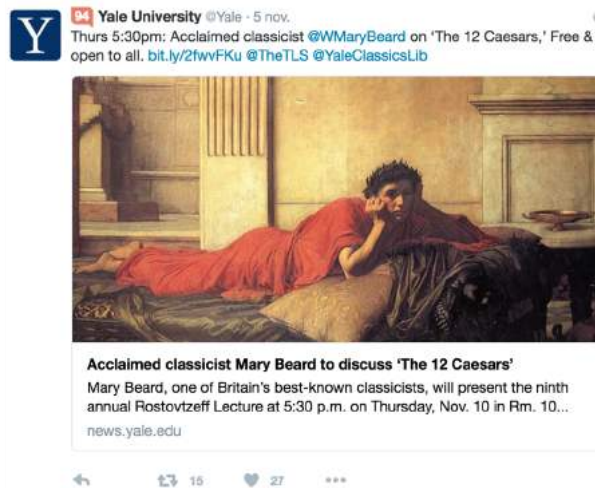 Y
94 Yale University @Yale · 5 nov.
Thurs 5:30pm: Acclaimed classicist @WMaryBeard on 'The 12 Caesars,' Free &
open to all. bit.ly/2fwvFKu @TheTLS @YaleClassicsLib
Acclaimed classicist Mary Beard to discuss 'The 12 Caesars'
Mary Beard, one of Britain's best-known classicists, will present the ninth
annual Rostovtzeff Lecture at 5:30 p.m. on Thursday, Nov. 10 in Rm. 10...
news.yale.edu
15 27